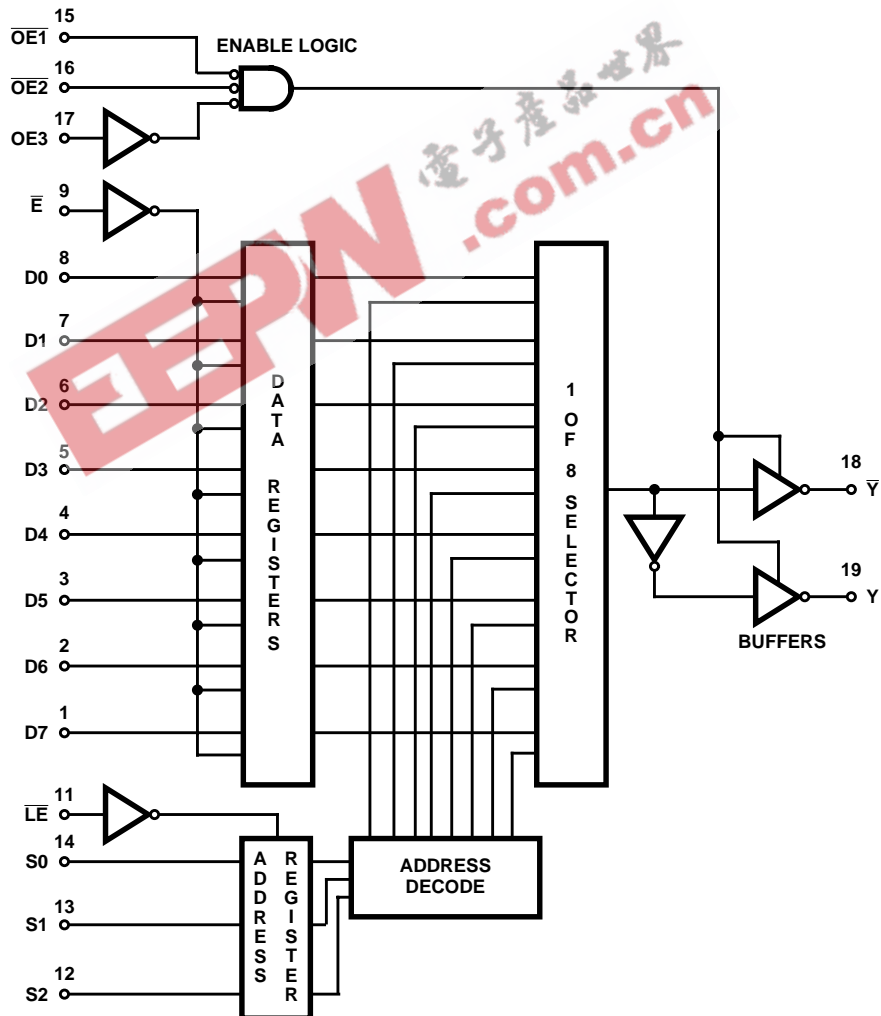 15
OE1
ENABLE LOGIC
16
OE2
17
OE3
9
E
8
D0
7
D1
6
D2
5
D3
4
D4
3
D5
2
D6
1
D7
DATA REGISTERS
1 OF 8 SELECTOR
18
Y
19
Y
BUFFERS
11
LE
14
S0
13
S1
12
S2
ADDRESS REGISTER
ADDRESS
DECODE
EEPW.com.cn
電子產品世界